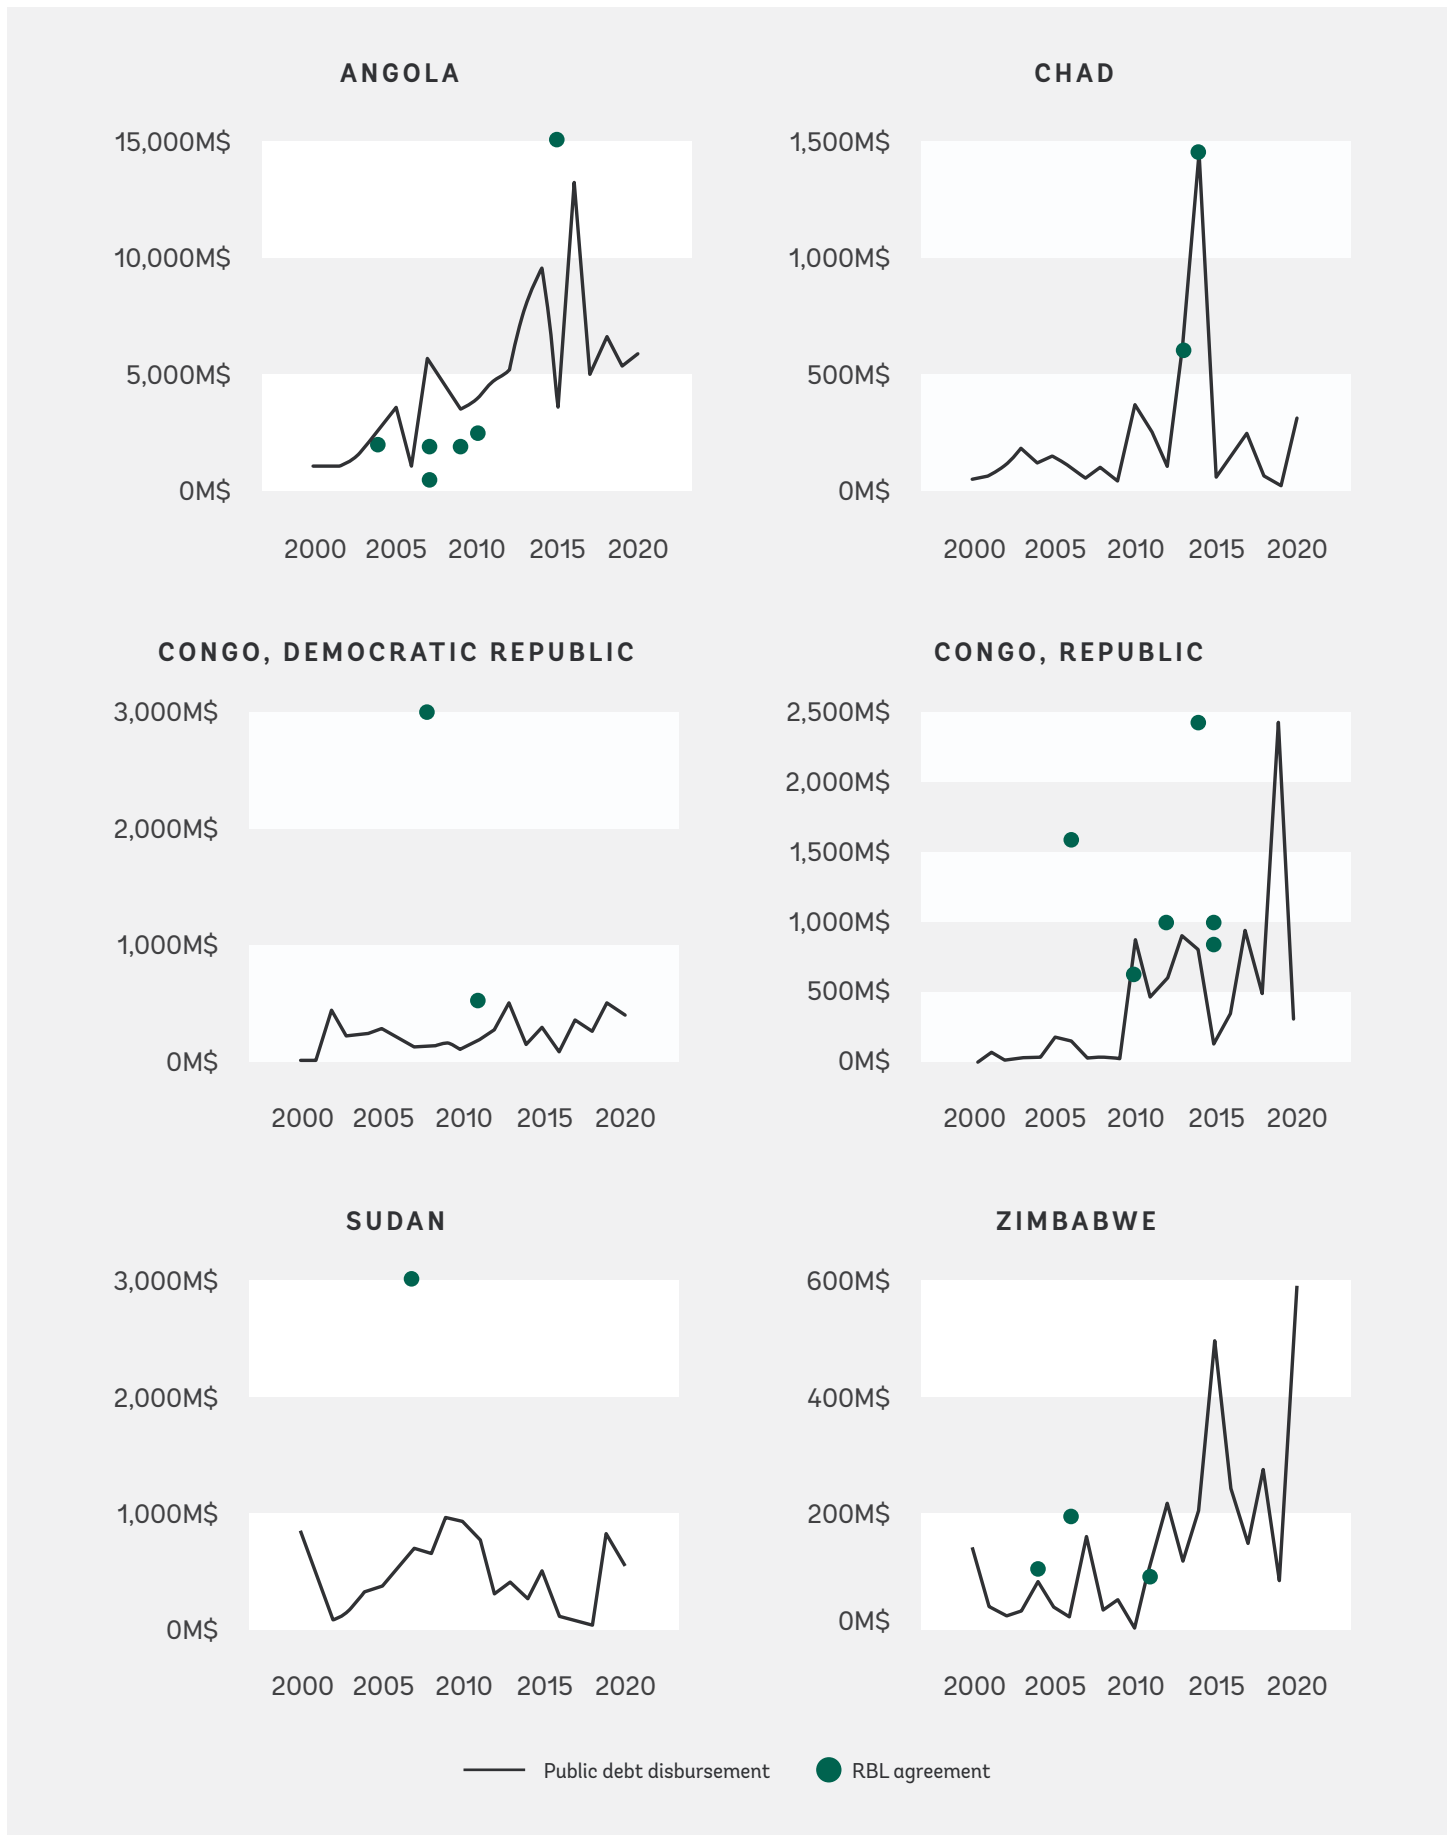 ANGOLA
15,000M$
10,000M$
5,000M$
0M$
2000 2005 2010 2015 2020
CHAD
1,500M$
1,000M$
500M$
0M$
2000 2005 2010 2015 2020
CONGO, DEMOCRATIC REPUBLIC
3,000M$
2,000M$
1,000M$
0M$
2000 2005 2010 2015 2020
CONGO, REPUBLIC
2,500M$
2,000M$
1,500M$
1,000M$
500M$
0M$
2000 2005 2010 2015 2020
SUDAN
3,000M$
2,000M$
1,000M$
0M$
2000 2005 2010 2015 2020
ZIMBABWE
600M$
400M$
200M$
0M$
2000 2005 2010 2015 2020
Public debt disbursement
RBL agreement